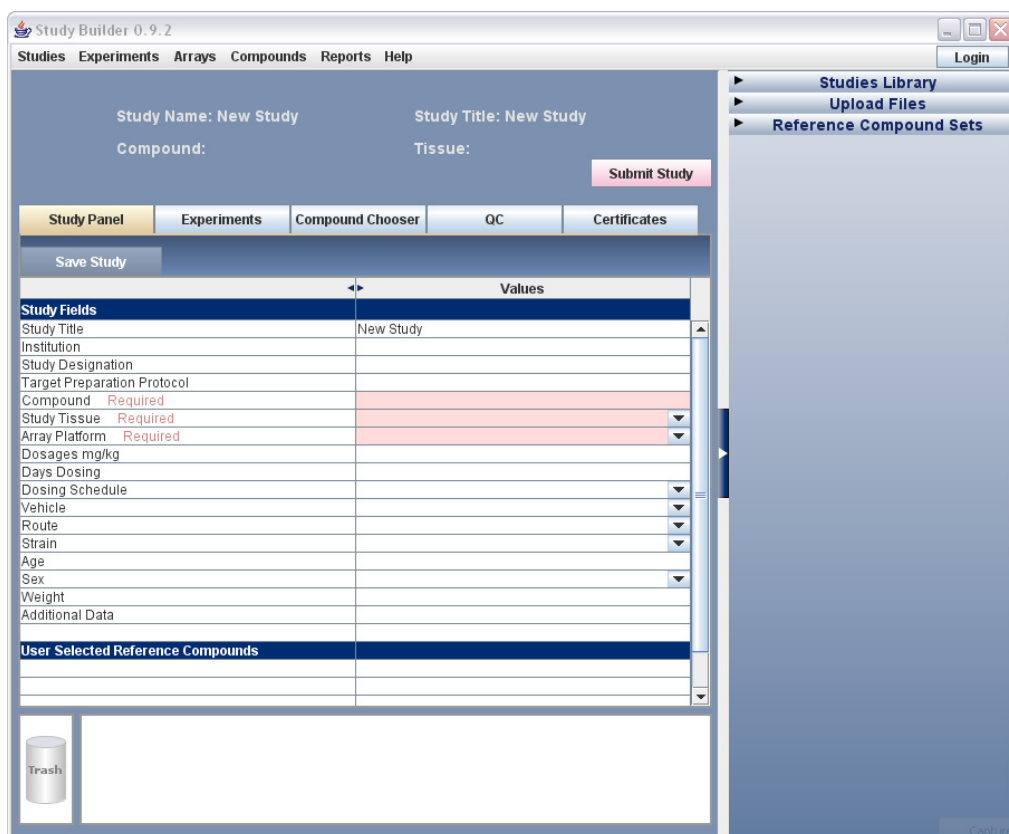 Study Builder 0.9.2
Studies Experiments Arrays Compounds Reports Help Login
Study Name: New Study Study Title: New Study
Compound: Tissue:
Submit Study
Study Panel Experiments Compound Chooser QC Certificates
Save Study
Values
Study Fields
Study Title New Study
Institution
Study Designation
Target Preparation Protocol
Compound Required
Study Tissue Required
Array Platform Required
Dosages mg/kg
Days Dosing
Dosing Schedule
Vehicle
Route
Strain
Age
Sex
Weight
Additional Data
User Selected Reference Compounds
Trash
Studies Library
Upload Files
Reference Compound Sets